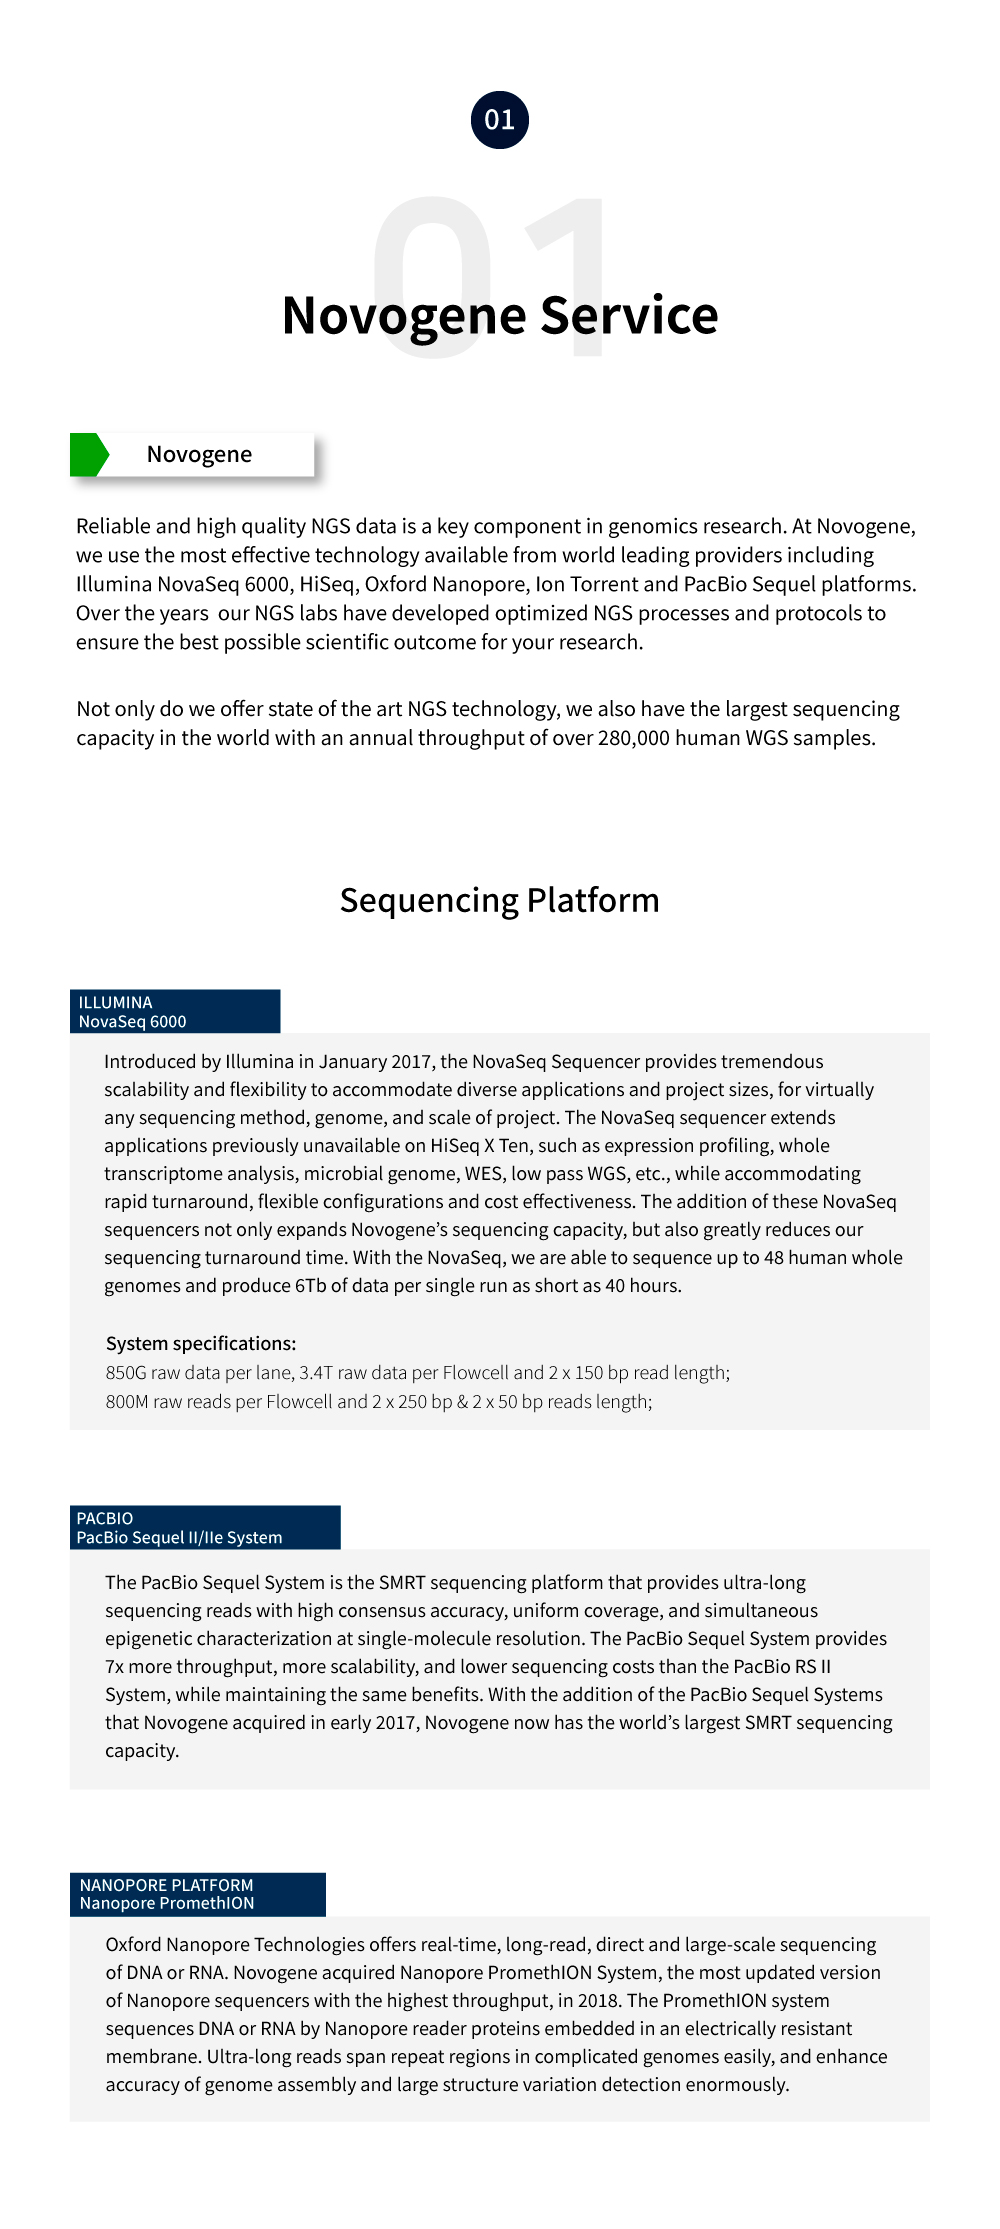 01
01
Novogene Service
Novogene
Reliable and high quality NGS data is a key component in genomics research. At Novogene,
we use the most effective technology available from world leading providers including
Illumina NovaSeq 6000, HiSeq, Oxford Nanopore, Ion Torrent and PacBio Sequel platforms.
Over the years  our NGS labs have developed optimized NGS processes and protocols to
ensure the best possible scientific outcome for your research.
Not only do we offer state of the art NGS technology, we also have the largest sequencing
capacity in the world with an annual throughput of over 280,000 human WGS samples.
Sequencing Platform
ILLUMINA
NovaSeq 6000
Introduced by Illumina in January 2017, the NovaSeq Sequencer provides tremendous
scalability and flexibility to accommodate diverse applications and project sizes, for virtually
any sequencing method, genome, and scale of project. The NovaSeq sequencer extends
applications previously unavailable on HiSeq X Ten, such as expression profiling, whole
transcriptome analysis, microbial genome, WES, low pass WGS, etc., while accommodating
rapid turnaround, flexible configurations and cost effectiveness. The addition of these NovaSeq
sequencers not only expands Novogene’s sequencing capacity, but also greatly reduces our
sequencing turnaround time. With the NovaSeq, we are able to sequence up to 48 human whole
genomes and produce 6Tb of data per single run as short as 40 hours.
System specifications:
850G raw data per lane, 3.4T raw data per Flowcell and 2 x 150 bp read length;
800M raw reads per Flowcell and 2 x 250 bp & 2 x 50 bp reads length;
PACBIO
PacBio Sequel II/IIe System
The PacBio Sequel System is the SMRT sequencing platform that provides ultra-long
sequencing reads with high consensus accuracy, uniform coverage, and simultaneous
epigenetic characterization at single-molecule resolution. The PacBio Sequel System provides
7x more throughput, more scalability, and lower sequencing costs than the PacBio RS II
System, while maintaining the same benefits. With the addition of the PacBio Sequel Systems
that Novogene acquired in early 2017, Novogene now has the world’s largest SMRT sequencing
capacity.
NANOPORE PLATFORM
Nanopore PromethION
Oxford Nanopore Technologies offers real-time, long-read, direct and large-scale sequencing
of DNA or RNA. Novogene acquired Nanopore PromethION System, the most updated version
of Nanopore sequencers with the highest throughput, in 2018. The PromethION system
sequences DNA or RNA by Nanopore reader proteins embedded in an electrically resistant
membrane. Ultra-long reads span repeat regions in complicated genomes easily, and enhance
accuracy of genome assembly and large structure variation detection enormously.